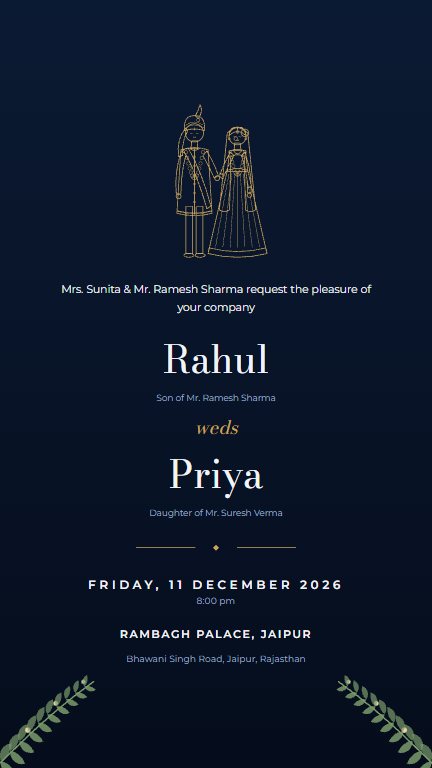 Mrs. Sunita & Mr. Ramesh Sharma request the pleasure of
your company
Rahul
Son of Mr. Ramesh Sharma
weds
Priya
Daughter of Mr. Suresh Verma
FRIDAY, 11 DECEMBER 2026
8:00 pm
RAMBAGH PALACE, JAIPUR
Bhawani Singh Road, Jaipur, Rajasthan